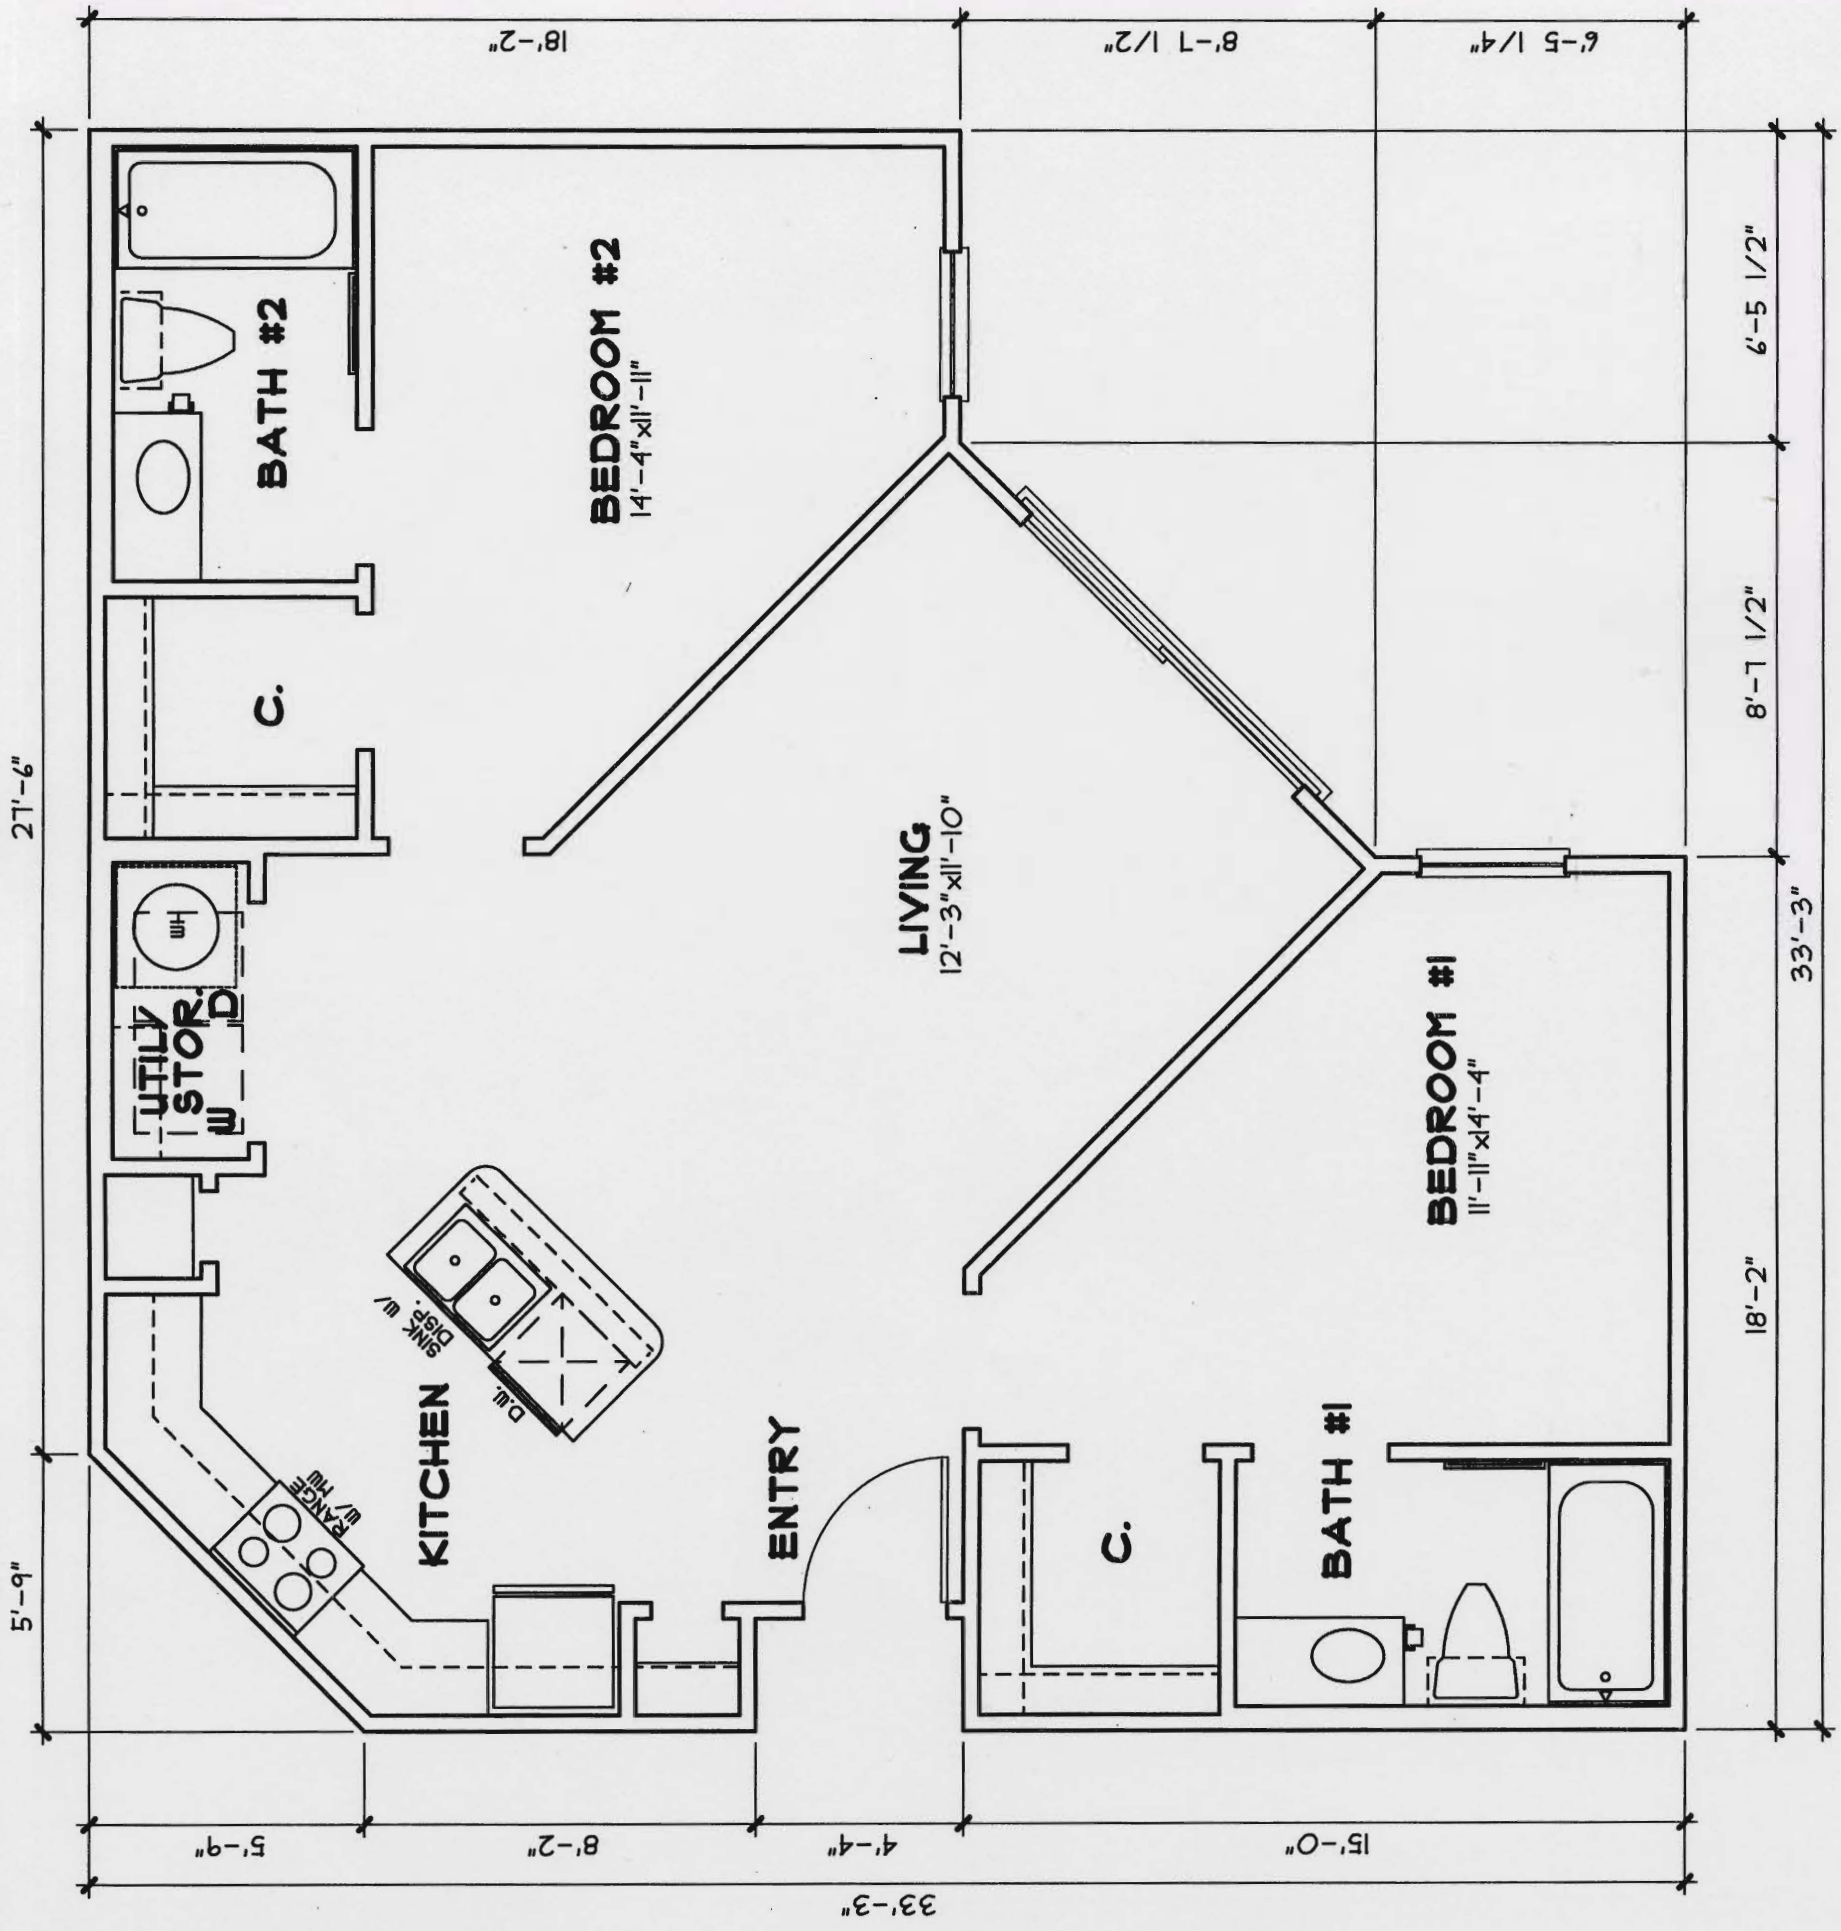 18'-2"
8'-7 1/2"
6'-5 1/4"
27'-6"
5'-9"
BATH #2
BEDROOM #2
14'-4"x11'-11"
C.
UTIL/
STOR.
W
D
WH
LIVING
12'-3"x11'-10"
KITCHEN
SINK W/
DISP.
D.W.
RANGE
W/ MW
ENTRY
BEDROOM #1
11'-11"x14'-4"
C.
BATH #1
6'-5 1/2"
8'-7 1/2"
18'-2"
33'-3"
5'-9"
8'-2"
4'-4"
15'-0"
33'-3"